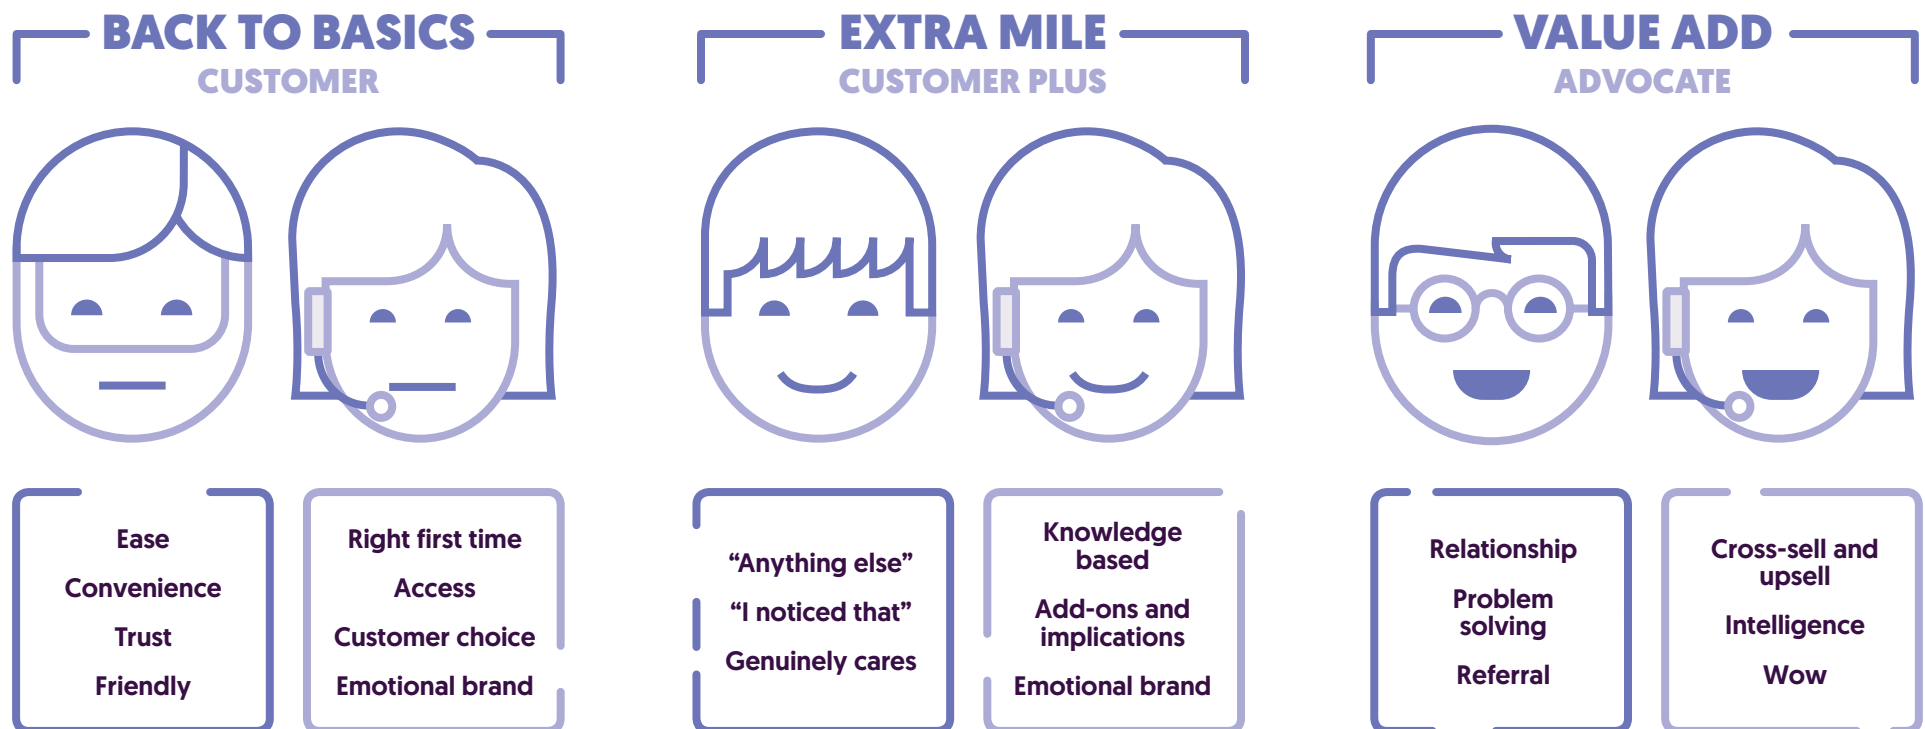 BACK TO BASICS
CUSTOMER
Ease
Convenience
Trust
Friendly
Right first time
Access
Customer choice
Emotional brand
EXTRA MILE
CUSTOMER PLUS
“Anything else”
“I noticed that”
Genuinely cares
Knowledge
based
Add-ons and
implications
Emotional brand
VALUE ADD
ADVOCATE
Relationship
Problem
solving
Referral
Cross-sell and
upsell
Intelligence
Wow